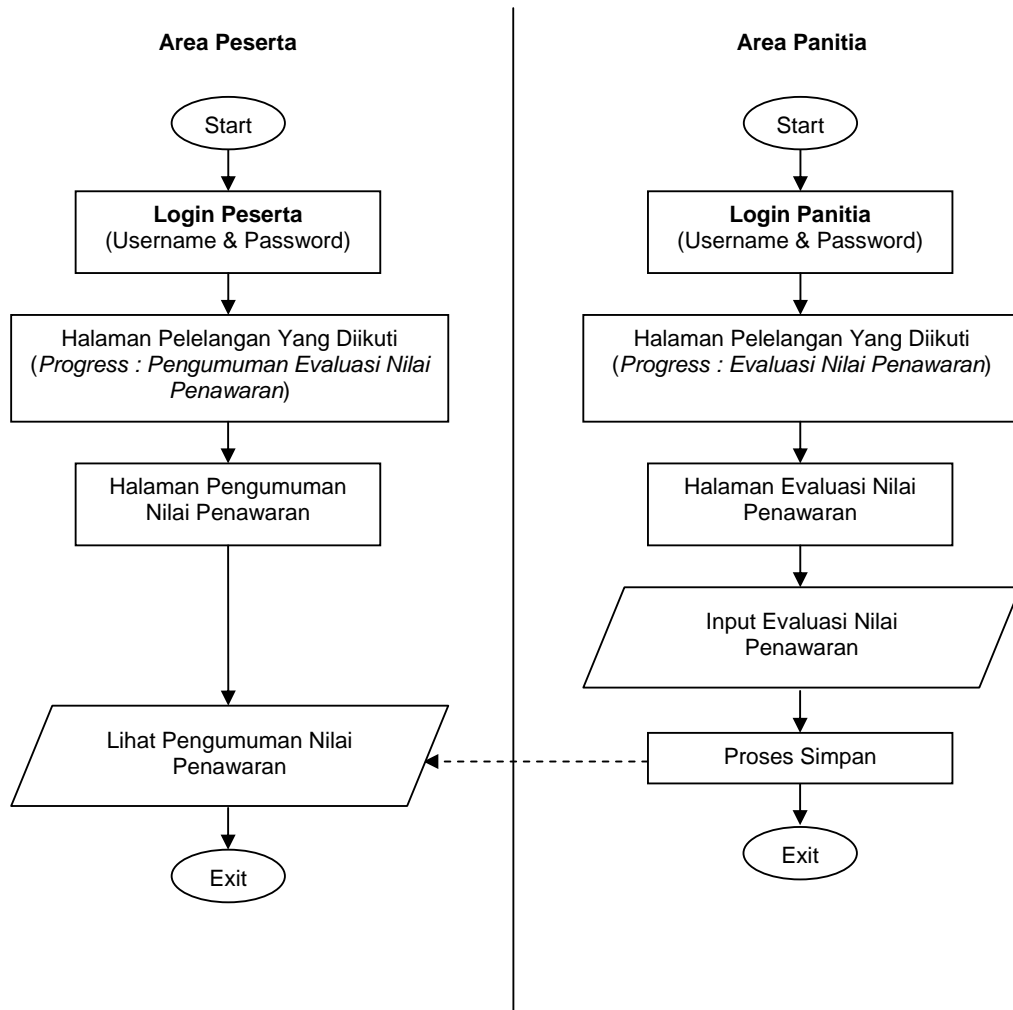 Area Peserta
Start
Login Peserta
(Username & Password)
Halaman Pelelangan Yang Diikuti
(Progress : Pengumuman Evaluasi Nilai
Penawaran)
Halaman Pengumuman
Nilai Penawaran
Lihat Pengumuman Nilai
Penawaran
Exit
Area Panitia
Start
Login Panitia
(Username & Password)
Halaman Pelelangan Yang Diikuti
(Progress : Evaluasi Nilai Penawaran)
Halaman Evaluasi Nilai
Penawaran
Input Evaluasi Nilai
Penawaran
Proses Simpan
Exit